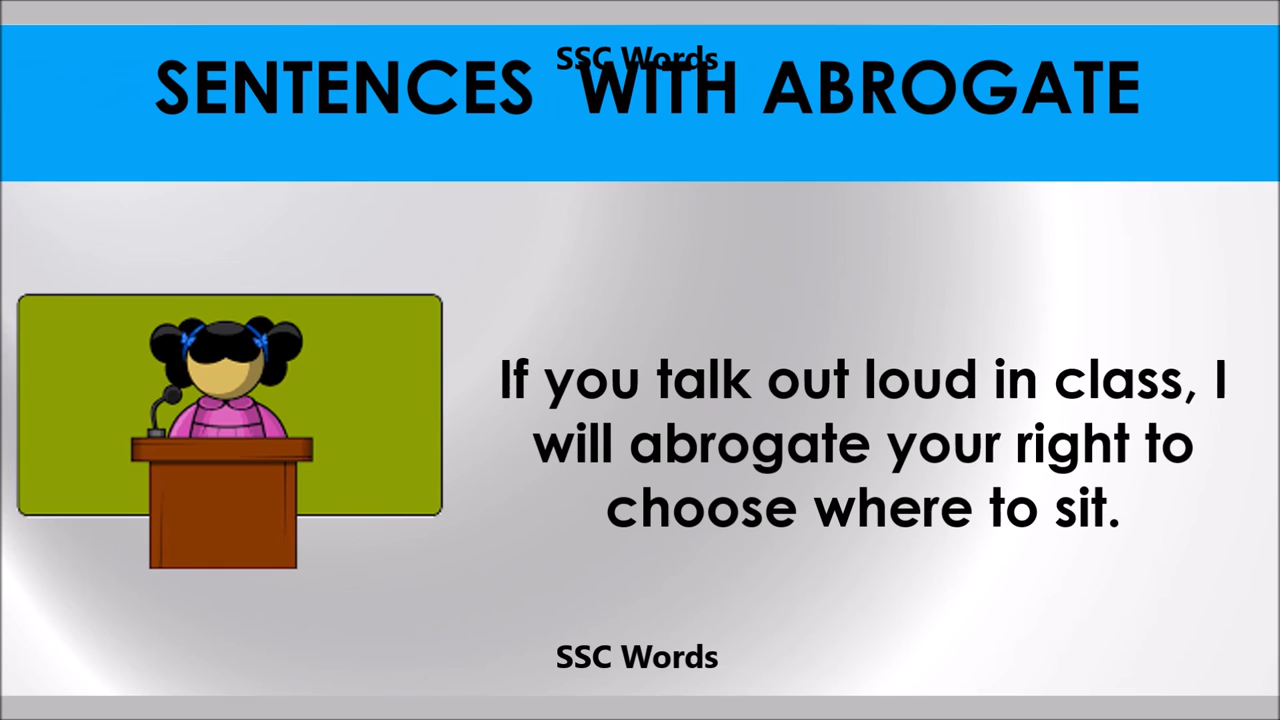 SSC Words
SENTENCES WITH ABROGATE
If you talk out loud in class, I
will abrogate your right to
choose where to sit.
SSC Words